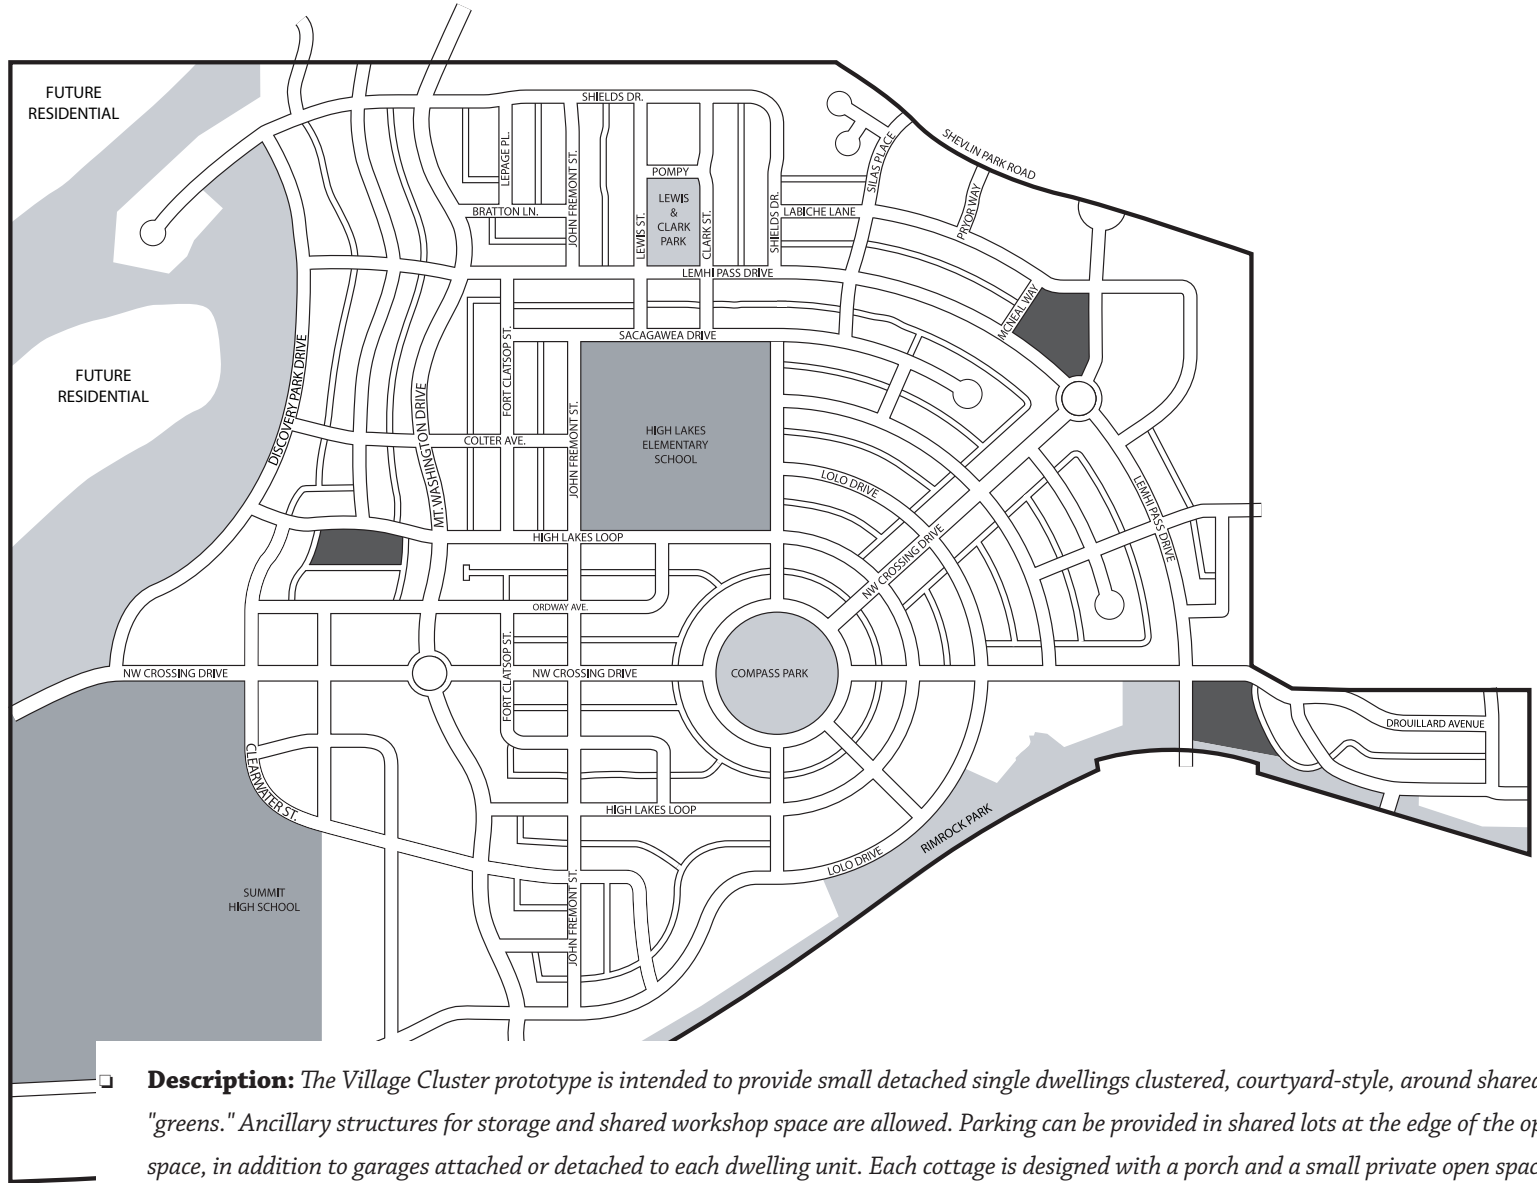 FUTURE
RESIDENTIAL
SHIELDS DR.
SHEVLIN PARK ROAD
LEPAGE PL.
JOHN FREMONT ST.
POMPY
SILAS PLACE
LEWIS
&
CLARK
PARK
BRATTON LN.
LEWIS ST.
CLARK ST.
SHIELDS DR.
LABICHE LANE
PRYOR WAY
LEMHI PASS DRIVE
MCNEAL WAY
SACAGAWEA DRIVE
FUTURE
RESIDENTIAL
DISCOVERY PARK DRIVE
FORT CLATSOP ST.
MT. WASHINGTON DRIVE
COLTER AVE.
JOHN FREMONT ST.
HIGH LAKES
ELEMENTARY
SCHOOL
LOLO DRIVE
LEMHI PASS DRIVE
HIGH LAKES LOOP
NW CROSSING DRIVE
ORDWAY AVE.
NW CROSSING DRIVE
FORT CLATSOP ST.
NW CROSSING DRIVE
COMPASS PARK
DROUILLARD AVENUE
CLEARWATER ST.
HIGH LAKES LOOP
RIMROCK PARK
LOLO DRIVE
SUMMIT
HIGH SCHOOL
JOHN FREMONT ST.
❏ Description: The Village Cluster prototype is intended to provide small detached single dwellings clustered, courtyard-style, around shared
"greens." Ancillary structures for storage and shared workshop space are allowed. Parking can be provided in shared lots at the edge of the op
space, in addition to garages attached or detached to each dwelling unit. Each cottage is designed with a porch and a small private open spac